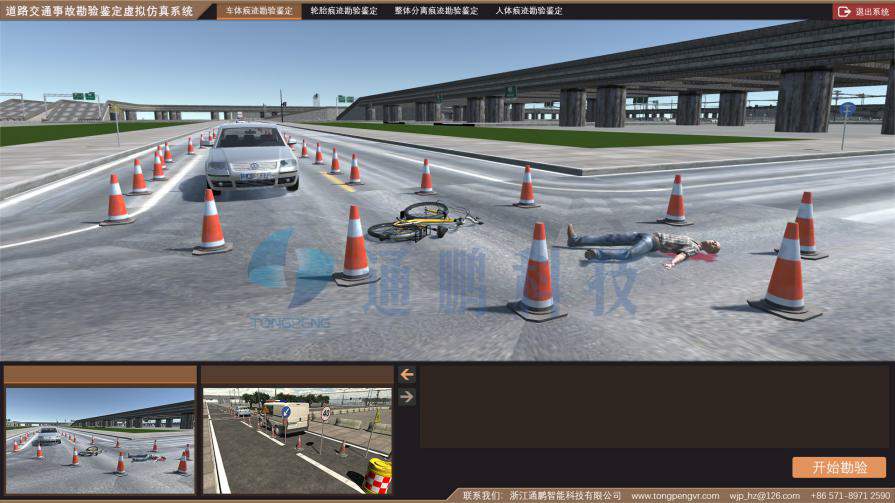 道路交通事故勘验鉴定虚拟仿真系统
车体痕迹勘验鉴定 轮胎痕迹勘验鉴定 整体分离痕迹勘验鉴定 人体痕迹勘验鉴定
退出系统
通鹏科技
TONGPENG
40
开始勘验
联系我们：浙江通鹏智能科技有限公司 www.tongpengvr.com wjp_hz@126.com +86 571-8971 2590